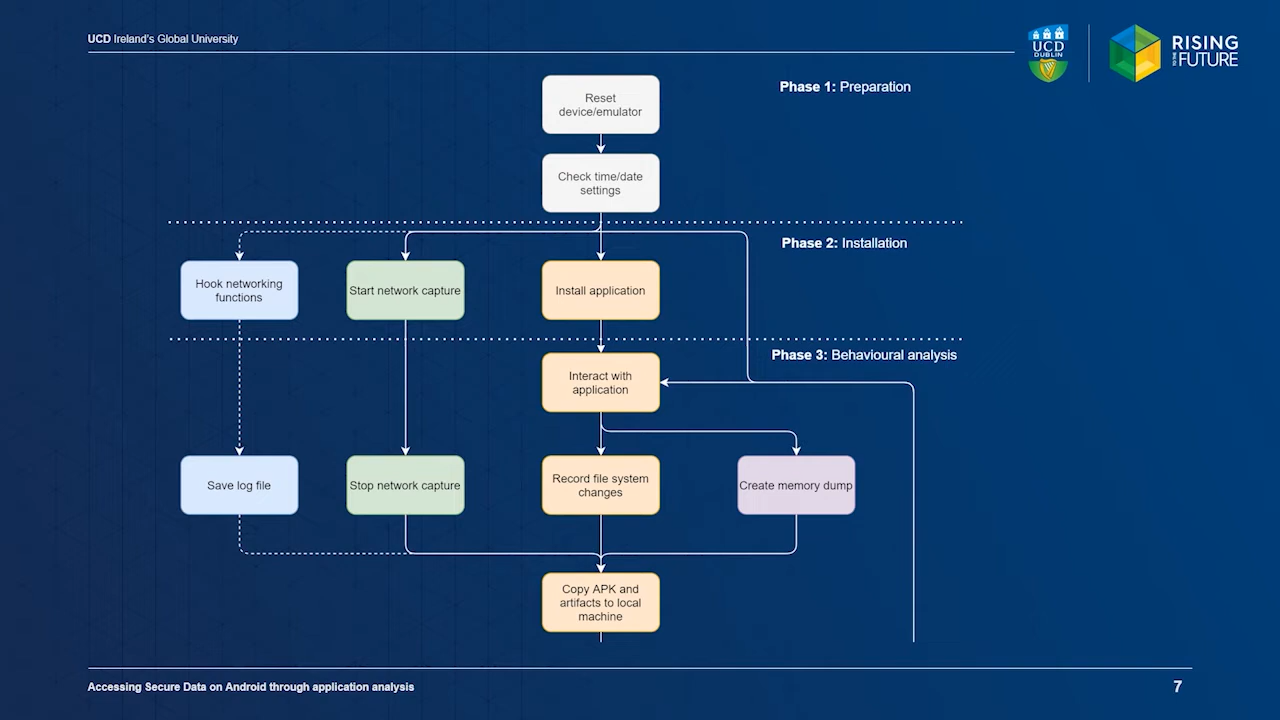 UCD Ireland's Global University
UCD
DUBLIN
RISING
TO THE
FUTURE
Phase 1: Preparation
Reset
device/emulator
Check time/date
settings
Phase 2: Installation
Hook networking
functions
Start network capture
Install application
Phase 3: Behavioural analysis
Interact with
application
Save log file
Stop network capture
Record file system
changes
Create memory dump
Copy APK and
artifacts to local
machine
Accessing Secure Data on Android through application analysis
7